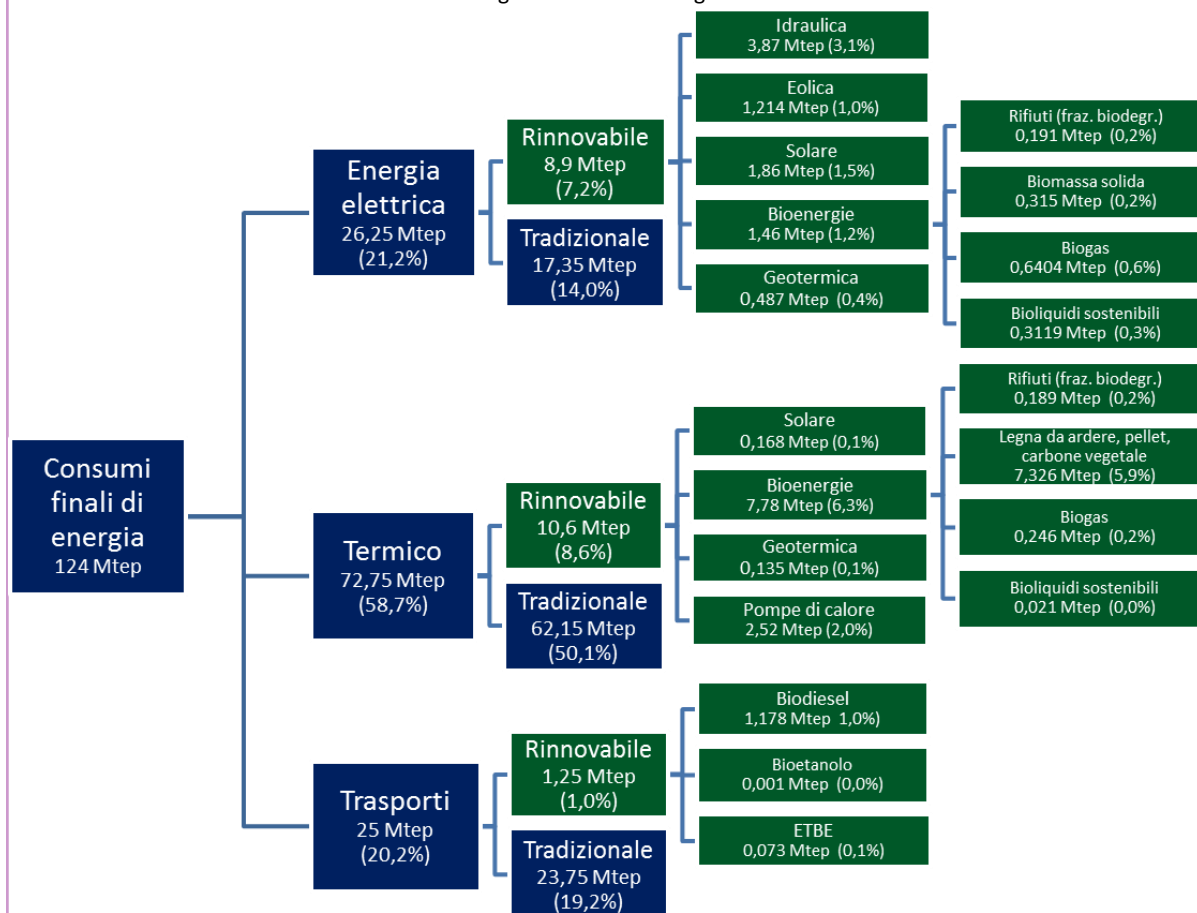 Consumi
finali di
energia
124 Mtep
Energia
elettrica
26,25 Mtep
(21,2%)
Rinnovabile
8,9 Mtep
(7,2%)
Tradizionale
17,35 Mtep
(14,0%)
Idraulica
3,87 Mtep (3,1%)
Eolica
1,214 Mtep (1,0%)
Solare
1,86 Mtep (1,5%)
Bioenergie
1,46 Mtep (1,2%)
Geotermica
0,487 Mtep (0,4%)
Rifiuti (fraz. biodegr.)
0,191 Mtep (0,2%)
Biomassa solida
0,315 Mtep (0,2%)
Biogas
0,6404 Mtep (0,6%)
Bioliquidi sostenibili
0,3119 Mtep (0,3%)
Termico
72,75 Mtep
(58,7%)
Rinnovabile
10,6 Mtep
(8,6%)
Tradizionale
62,15 Mtep
(50,1%)
Solare
0,168 Mtep (0,1%)
Bioenergie
7,78 Mtep (6,3%)
Geotermica
0,135 Mtep (0,1%)
Pompe di calore
2,52 Mtep (2,0%)
Rifiuti (fraz. biodegr.)
0,189 Mtep (0,2%)
Legna da ardere, pellet,
carbone vegetale
7,326 Mtep (5,9%)
Biogas
0,246 Mtep (0,2%)
Bioliquidi sostenibili
0,021 Mtep (0,0%)
Trasporti
25 Mtep
(20,2%)
Rinnovabile
1,25 Mtep
(1,0%)
Tradizionale
23,75 Mtep
(19,2%)
Biodiesel
1,178 Mtep 1,0%)
Bioetanolo
0,001 Mtep (0,0%)
ETBE
0,073 Mtep (0,1%)